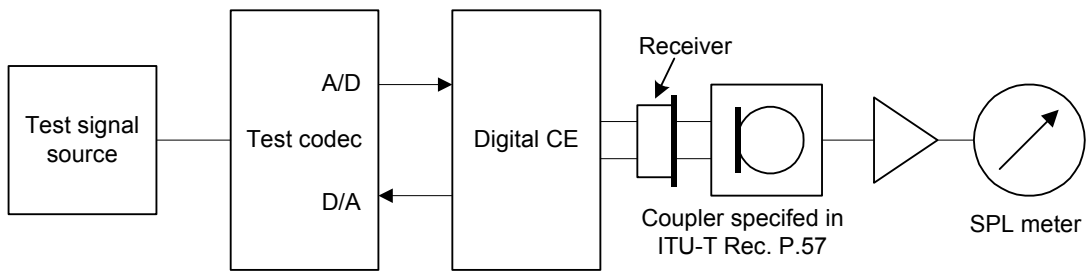 Test signal
source
A/D
Test codec
D/A
Digital CE
Receiver
Coupler specifed in
ITU-T Rec. P.57
SPL meter